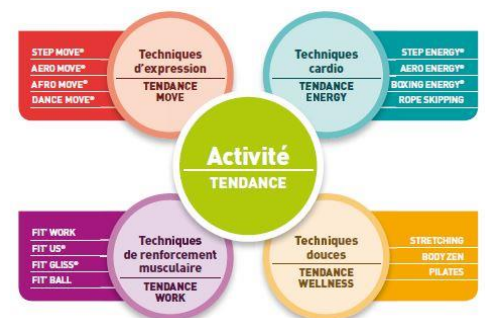 STEP MOVE®
AERO MOVE®
AFRO MOVE®
DANCE MOVE®
Techniques
d'expression
TENDANCE
MOVE
Techniques
cardio
TENDANCE
ENERGY
STEP ENERGY®
AERO ENERGY®
BOXING ENERGY®
ROPE SKIPPING
Activité
TENDANCE
FIT' WORK
FIT' US®
FIT' GLISS®
FIT' BALL
Techniques
de renforcement
musculaire
TENDANCE
WORK
Techniques
douces
TENDANCE
WELLNESS
STRETCHING
BODY ZEN
PILATES